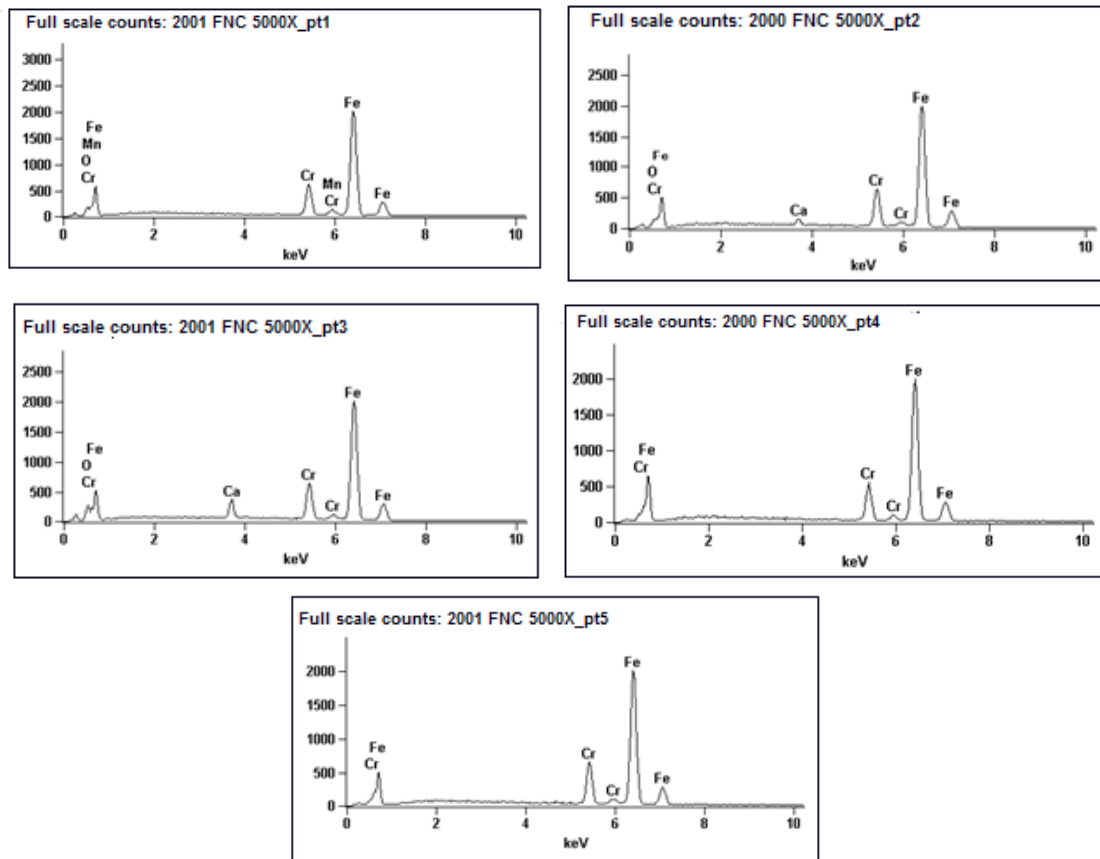 Full scale counts: 2001 FNC 5000X_pt1
3000
2500
2000
1500
1000
500
0
Fe
Mn
O
Cr
Cr
Mn
Cr
Fe
Fe
0 2 4 6 8 10
keV
Full scale counts: 2000 FNC 5000X_pt2
2500
2000
1500
1000
500
0
Fe
O
Cr
Ca
Cr
Cr
Fe
Fe
0 2 4 6 8 10
keV
Full scale counts: 2001 FNC 5000X_pt3
2500
2000
1500
1000
500
0
Fe
O
Cr
Ca
Cr
Cr
Fe
Fe
0 2 4 6 8 10
keV
Full scale counts: 2000 FNC 5000X_pt4
2000
1500
1000
500
0
Fe
Cr
Cr
Cr
Fe
Fe
0 2 4 6 8 10
keV
Full scale counts: 2001 FNC 5000X_pt5
2000
1500
1000
500
0
Fe
Cr
Cr
Cr
Fe
Fe
0 2 4 6 8 10
keV